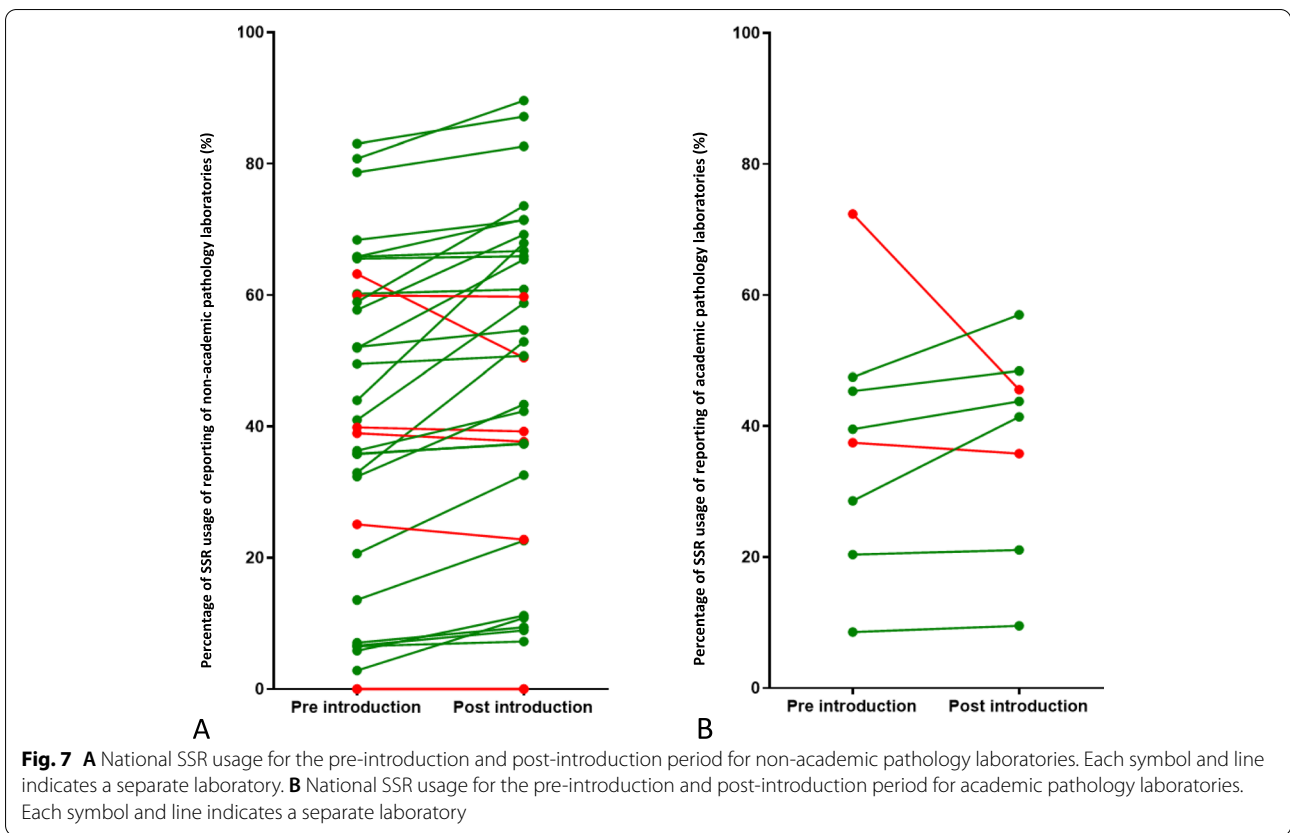 Percentage of SSR usage of reporting of non-academic pathology laboratories (%)
100
80
60
40
20
0
Pre introduction Post introduction
A
Percentage of SSR usage of reporting of academic pathology laboratories (%)
100
80
60
40
20
0
Pre introduction Post introduction
B
Fig. 7 A National SSR usage for the pre-introduction and post-introduction period for non-academic pathology laboratories. Each symbol and line
indicates a separate laboratory. B National SSR usage for the pre-introduction and post-introduction period for academic pathology laboratories.
Each symbol and line indicates a separate laboratory